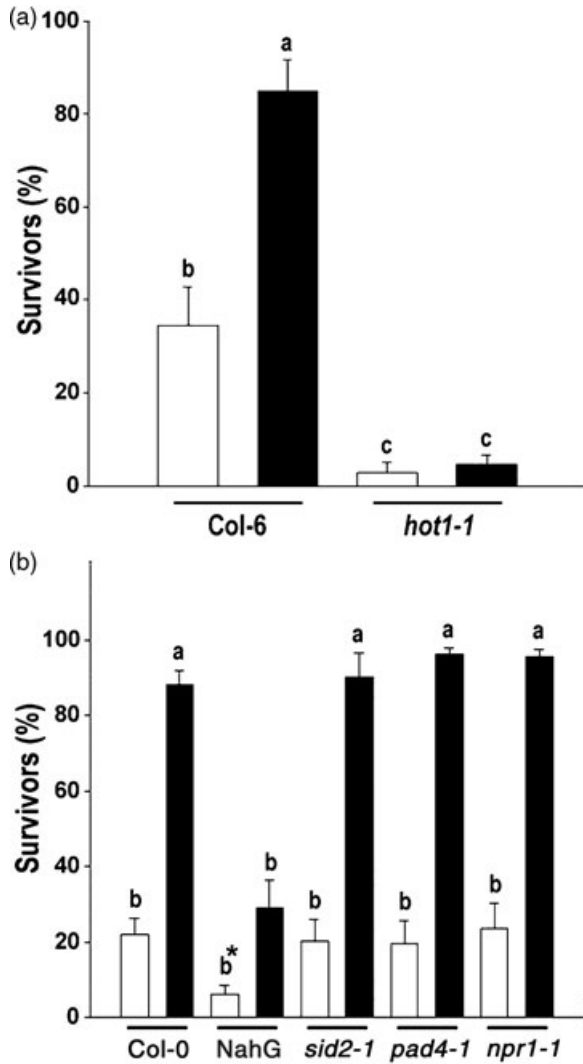 (a)
100
80
60
40
20
0
Survivors (%)
a
b
c
c
Col-6
hot1-1
(b)
100
80
60
40
20
0
Survivors (%)
a
a
a
a
b
b
b
b
b
b*
Col-0
NahG
sid2-1
pad4-1
npr1-1